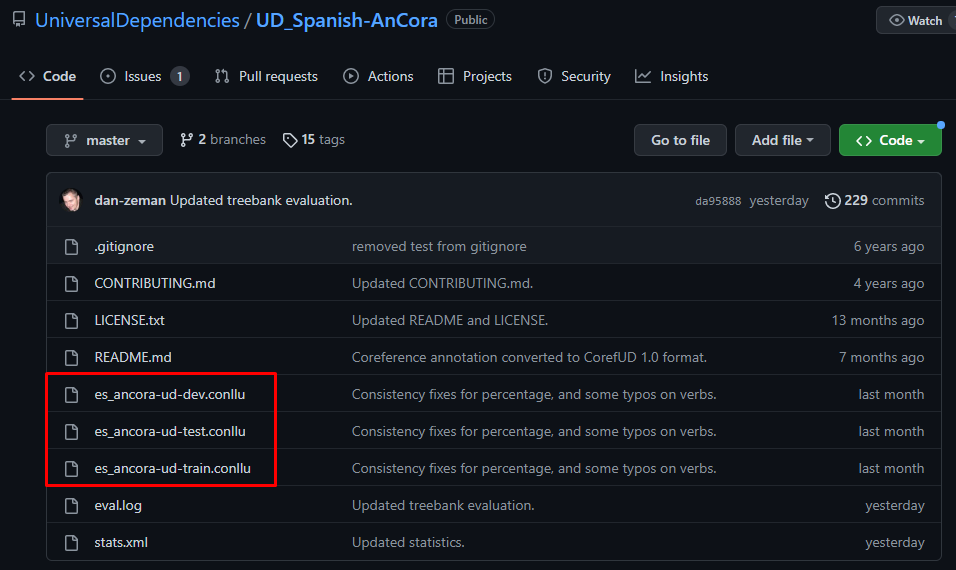 UniversalDependencies / UD_Spanish-AnCora Public Watch
Code Issues 1 Pull requests Actions Projects Security Insights
master 2 branches 15 tags Go to file Add file Code
dan-zeman Updated treebank evaluation. da95888 yesterday 229 commits
.gitignore removed test from gitignore 6 years ago
CONTRIBUTING.md Updated CONTRIBUTING.md. 4 years ago
LICENSE.txt Updated README and LICENSE. 13 months ago
README.md Coreference annotation converted to CorefUD 1.0 format. 7 months ago
es_ancora-ud-dev.conllu Consistency fixes for percentage, and some typos on verbs. last month
es_ancora-ud-test.conllu Consistency fixes for percentage, and some typos on verbs. last month
es_ancora-ud-train.conllu Consistency fixes for percentage, and some typos on verbs. last month
eval.log Updated treebank evaluation. yesterday
stats.xml Updated statistics. yesterday